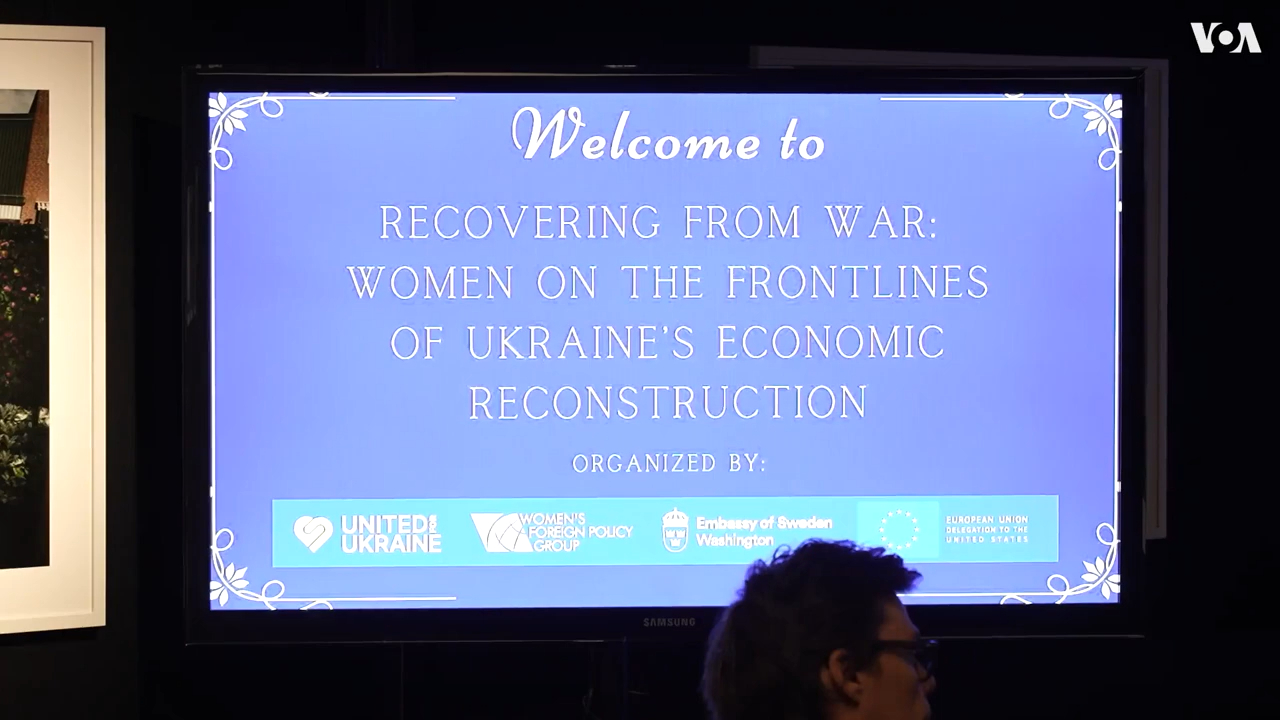 VOA
Welcome to
RECOVERING FROM WAR:
WOMEN ON THE FRONTLINES
OF UKRAINE'S ECONOMIC
RECONSTRUCTION
ORGANIZED BY:
UNITED FOR
UKRAINE
WOMEN'S
FOREIGN POLICY
GROUP
Embassy of Sweden
Washington
EUROPEAN UNION
DELEGATION TO THE
UNITED STATES
SAMSUNG